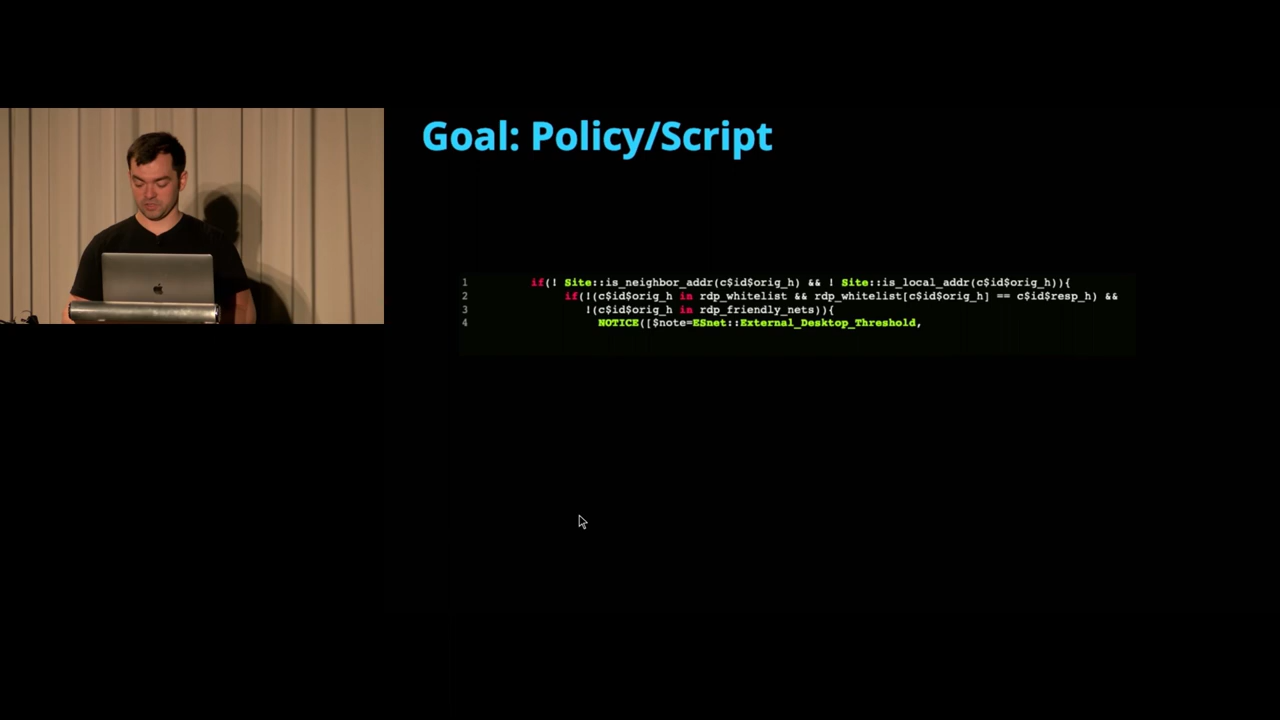 Goal: Policy/Script
1 if(! Site::is_neighbor_addr(c$id$orig_h) && ! Site::is_local_addr(c$id$orig_h)){
2 if(!(c$id$orig_h in rdp_whitelist && rdp_whitelist[c$id$orig_h] == c$id$resp_h) &&
3 !(c$id$orig_h in rdp_friendly_nets)){
4 NOTICE([$note=ESnet::External_Desktop_Threshold,